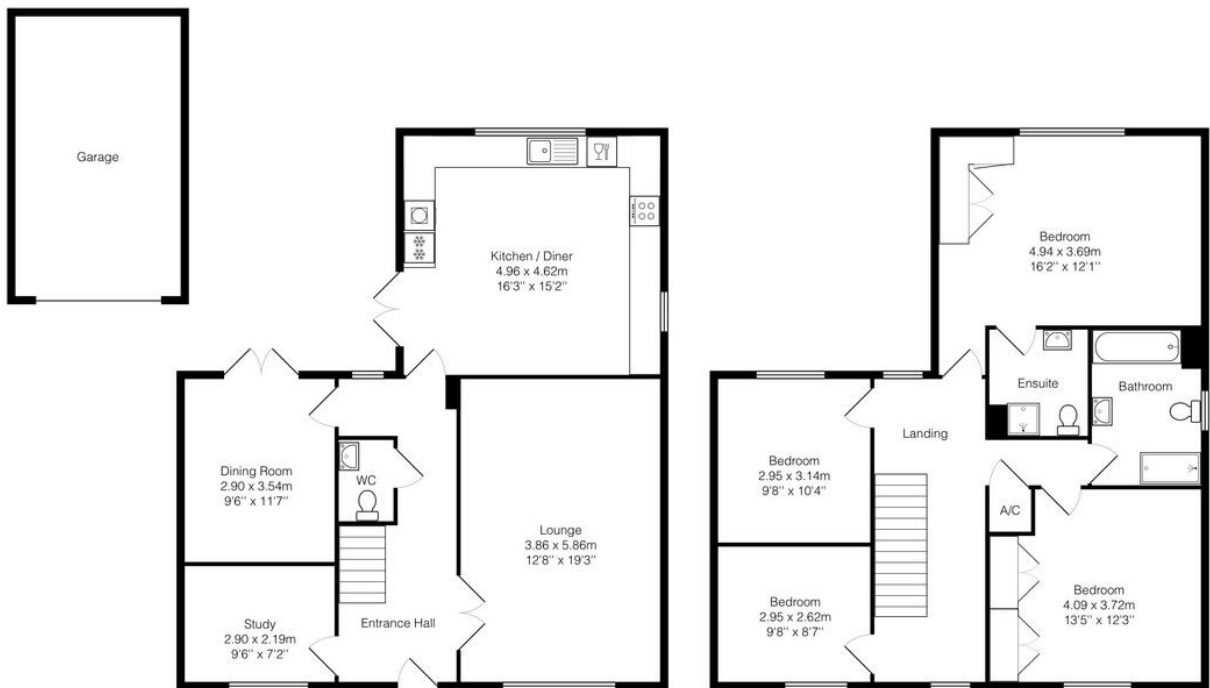 Garage
Kitchen / Diner
4.96 x 4.62m
16'3'' x 15'2''
Dining Room
2.90 x 3.54m
9'6'' x 11'7''
WC
Lounge
3.86 x 5.86m
12'8'' x 19'3''
Study
2.90 x 2.19m
9'6'' x 7'2''
Entrance Hall
Bedroom
4.94 x 3.69m
16'2'' x 12'1''
Ensuite
Bathroom
Landing
Bedroom
2.95 x 3.14m
9'8'' x 10'4''
A/C
Bedroom
2.95 x 2.62m
9'8'' x 8'7''
Bedroom
4.09 x 3.72m
13'5'' x 12'3''